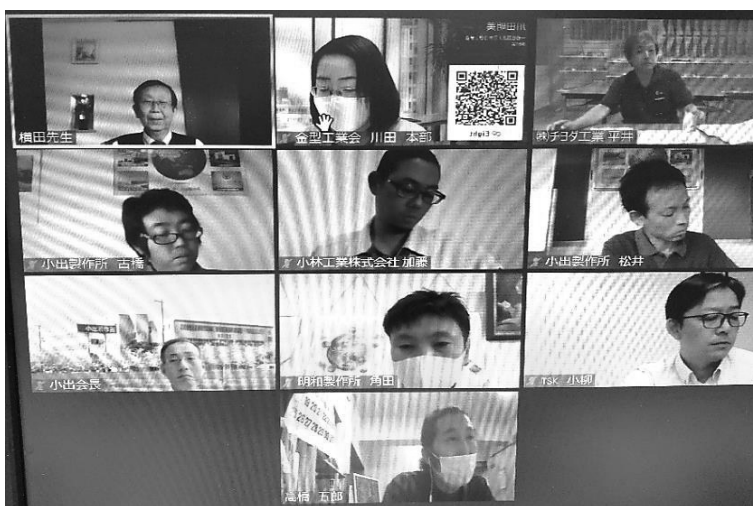 横田先生
金型工業会 川田 本部
Eight
㈱チヨダ工業 平井
小出製作所 古橋
小林工業株式会社 加藤
小出製作所 松井
小出会長
明和製作所 角田
TSK 小柳
高橋 五郎